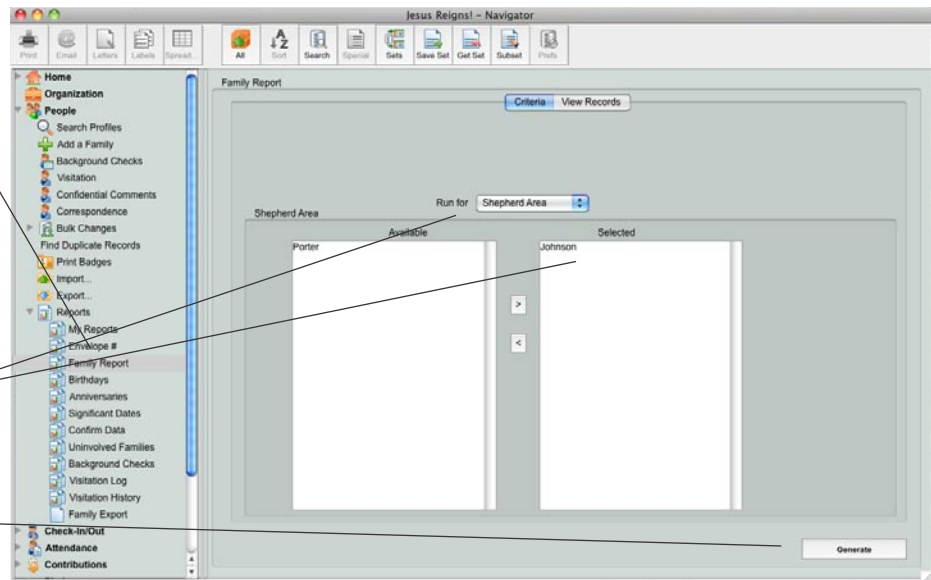 Jesus Reigns! – Navigator
Print Email Letters Labels Spread... All Sort Search Special Sets Save Set Get Set Subset Prefs
Home
Organization
People
Search Profiles
Add a Family
Background Checks
Visitation
Confidential Comments
Correspondence
Bulk Changes
Find Duplicate Records
Print Badges
Import...
Export...
Reports
My Reports
Envelope #
Family Report
Birthdays
Anniversaries
Significant Dates
Confirm Data
Uninvolved Families
Background Checks
Visitation Log
Visitation History
Family Export
Check-In/Out
Attendance
Contributions
Family Report
Criteria View Records
Run for Shepherd Area
Shepherd Area
Available Selected
Porter Johnson
>
<
Generate